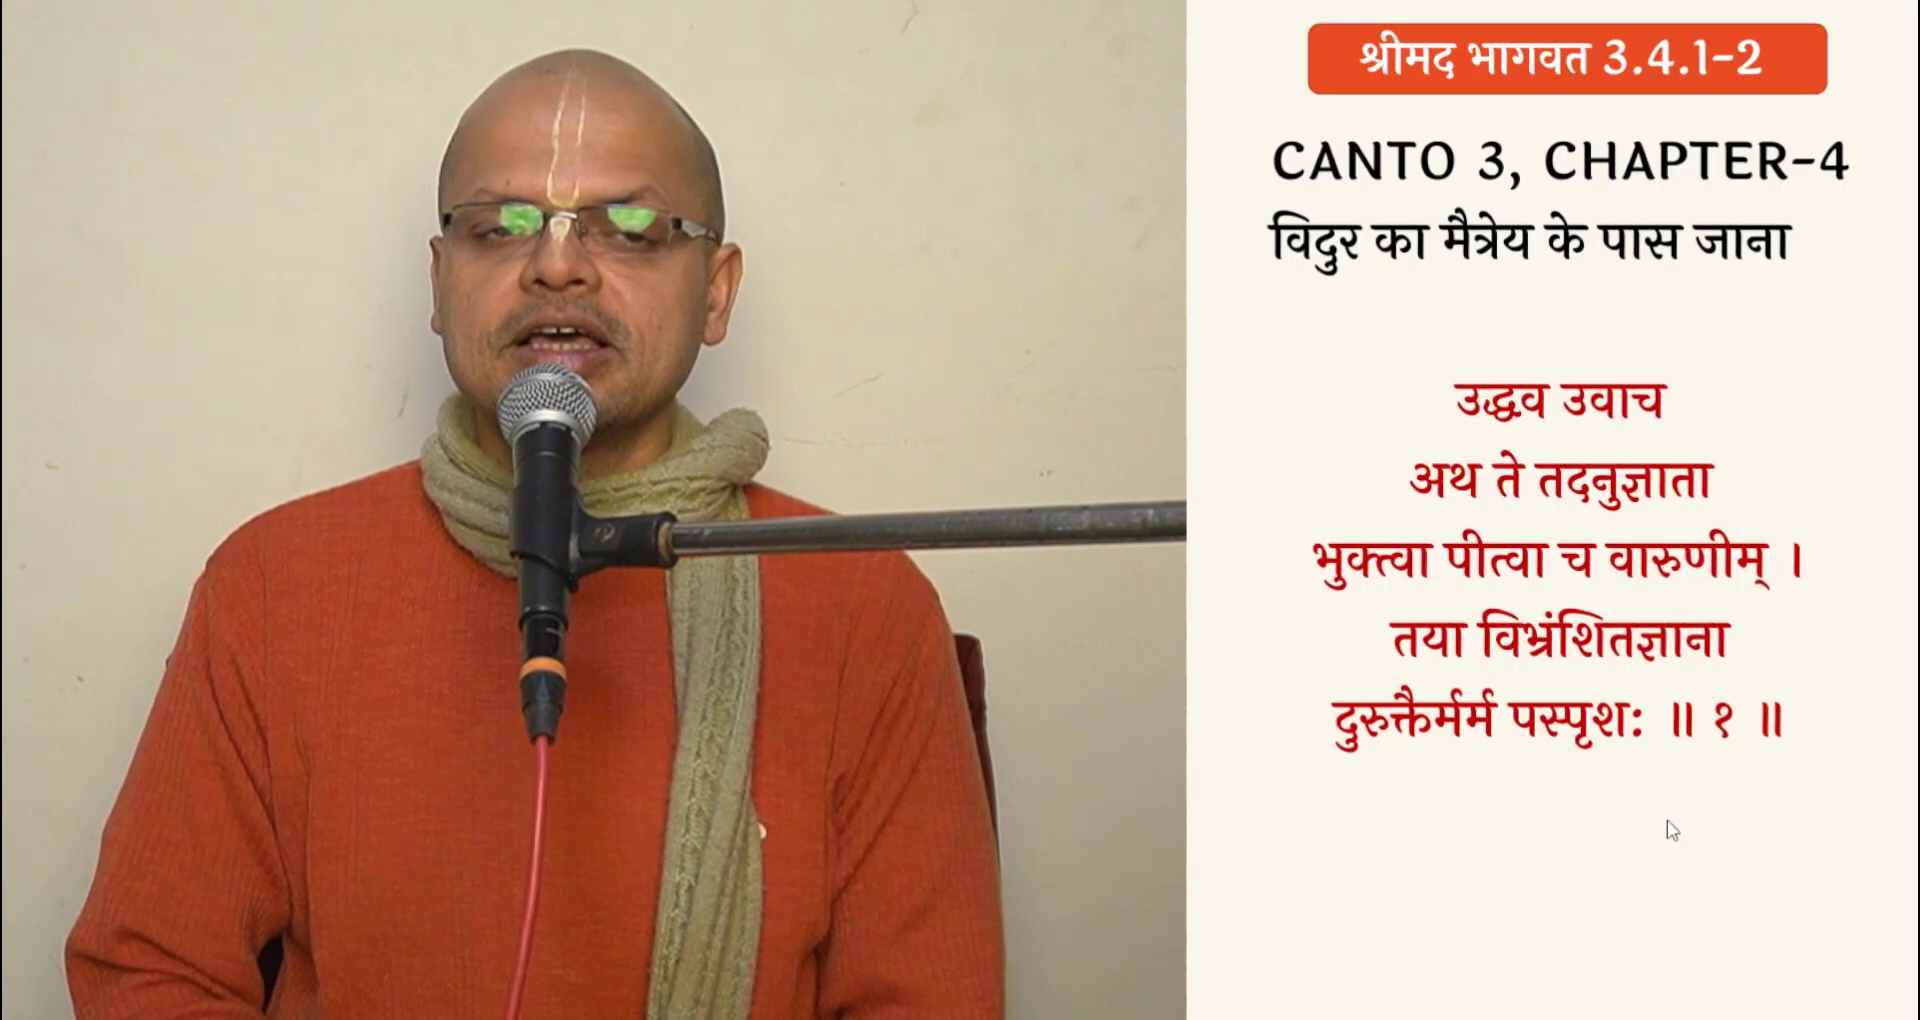 श्रीमद भागवत 3.4.1-2
CANTO 3, CHAPTER-4
विदुर का मैत्रेय के पास जाना
उद्धव उवाच
अथ ते तदनुज्ञाता
भुक्त्वा पीत्वा च वारुणीम् ।
तया विभ्रंशितज्ञाना
दुरुक्तैर्मर्म पस्पृश: ॥ १ ॥